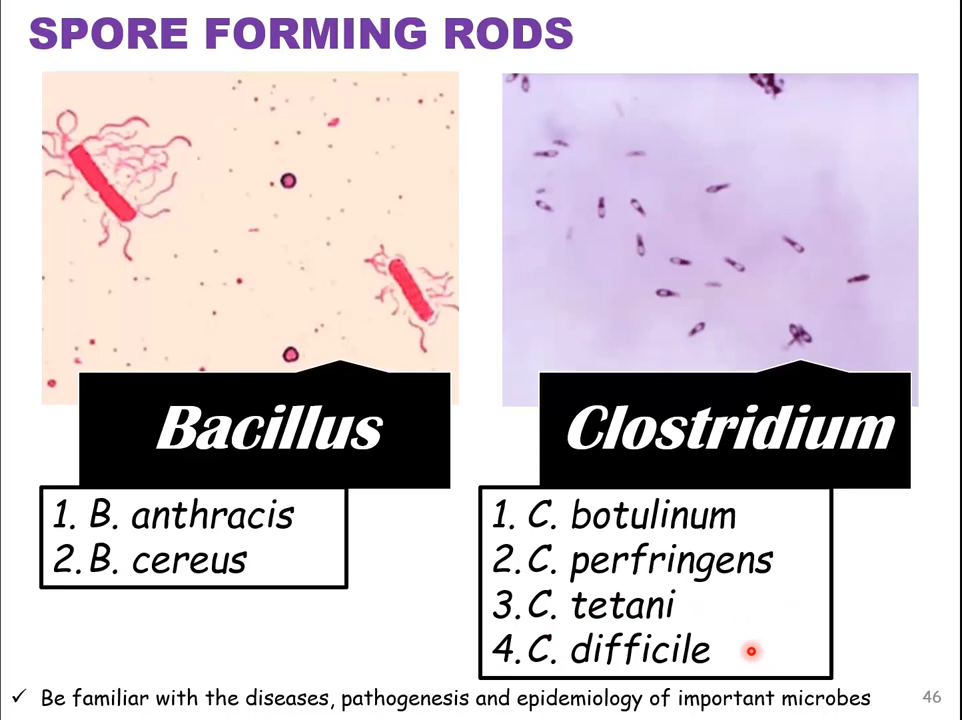 SPORE FORMING RODS
Bacillus
1. B. anthracis
2. B. cereus
Clostridium
1. C. botulinum
2. C. perfringens
3. C. tetani
4. C. difficile
✓ Be familiar with the diseases, pathogenesis and epidemiology of important microbes
46